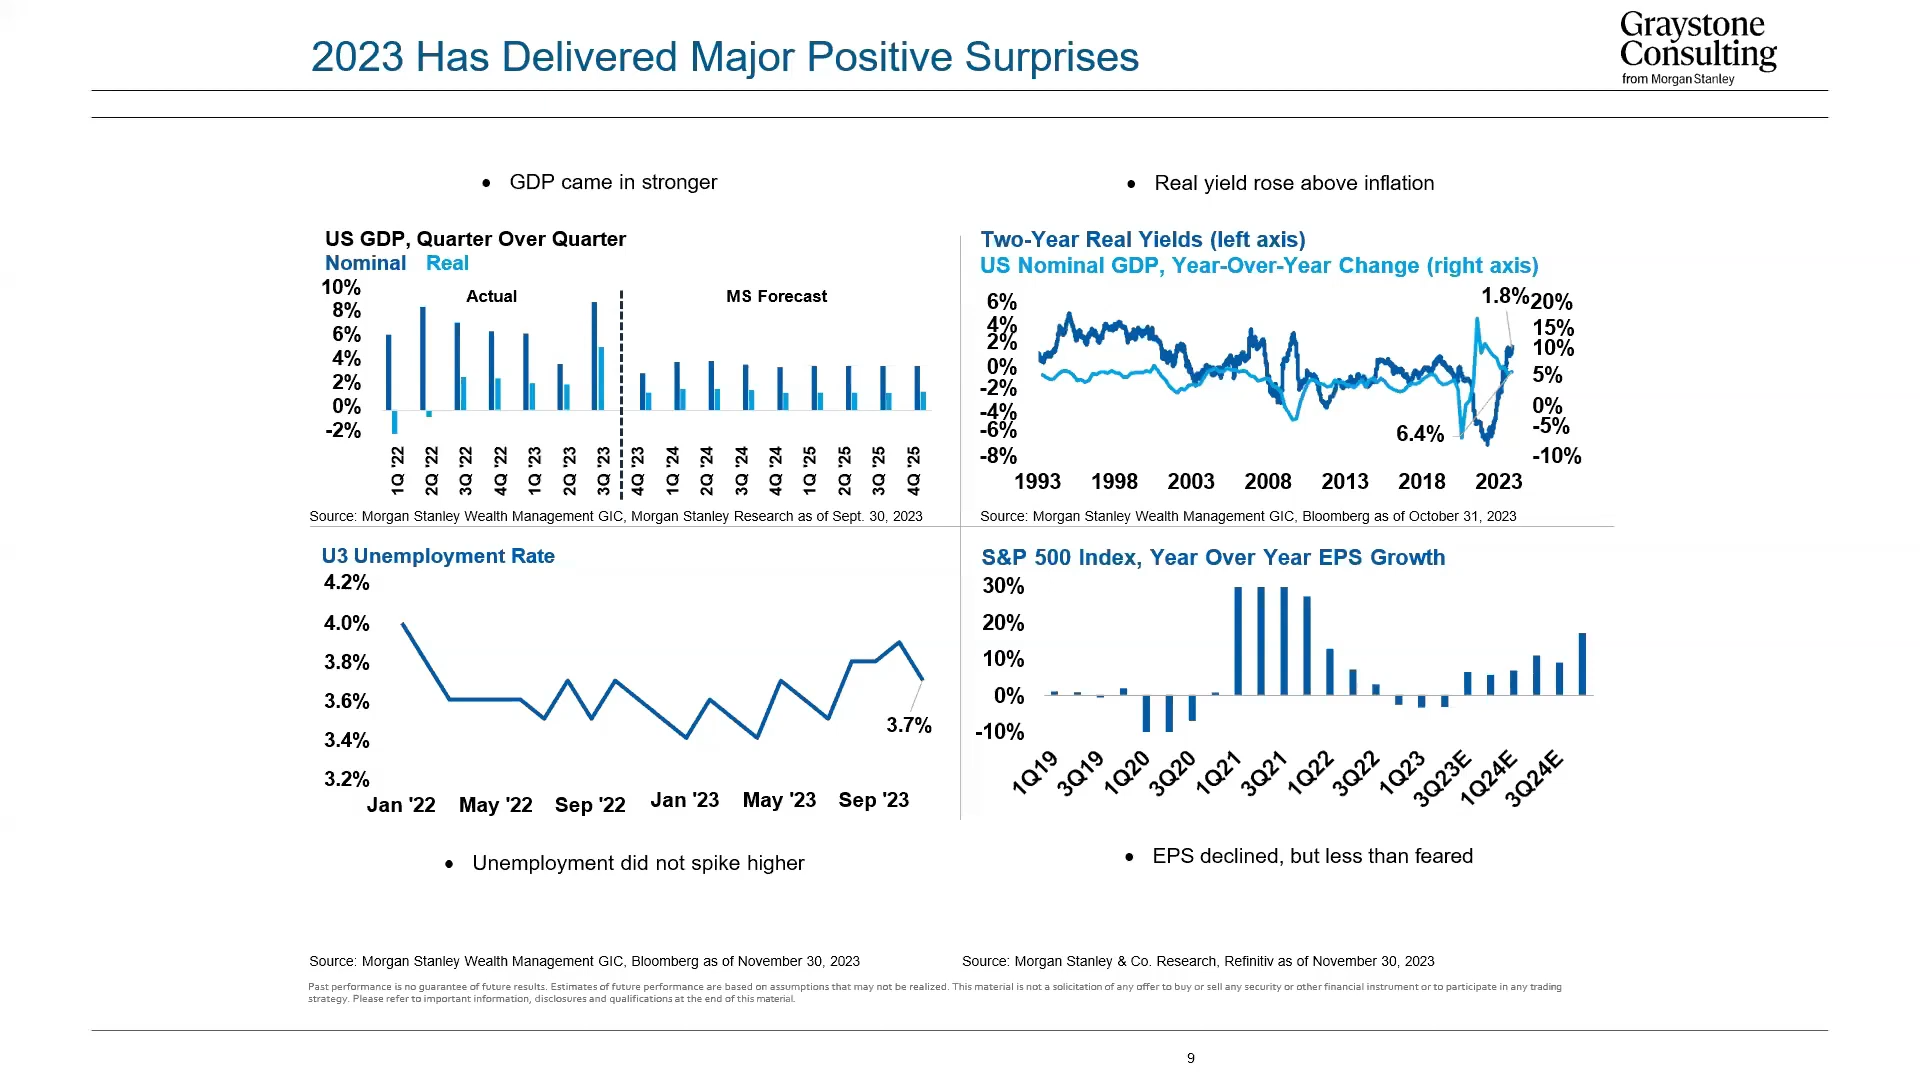 2023 Has Delivered Major Positive Surprises
Graystone
Consulting
from Morgan Stanley
• GDP came in stronger
US GDP, Quarter Over Quarter
Nominal Real
10%
8%
6%
4%
2%
0%
-2%
Actual
MS Forecast
1Q '22
2Q '22
3Q '22
4Q '22
1Q '23
2Q '23
3Q '23
4Q '23
1Q '24
2Q '24
3Q '24
4Q '24
1Q '25
2Q '25
3Q '25
4Q '25
Source: Morgan Stanley Wealth Management GIC, Morgan Stanley Research as of Sept. 30, 2023
• Real yield rose above inflation
Two-Year Real Yields (left axis)
US Nominal GDP, Year-Over-Year Change (right axis)
6%
4%
2%
0%
-2%
-4%
-6%
-8%
1.8%
6.4%
20%
15%
10%
5%
0%
-5%
-10%
1993 1998 2003 2008 2013 2018 2023
Source: Morgan Stanley Wealth Management GIC, Bloomberg as of October 31, 2023
U3 Unemployment Rate
4.2%
4.0%
3.8%
3.6%
3.4%
3.2%
3.7%
Jan '22 May '22 Sep '22 Jan '23 May '23 Sep '23
• Unemployment did not spike higher
S&P 500 Index, Year Over Year EPS Growth
30%
20%
10%
0%
-10%
1Q19
3Q19
1Q20
3Q20
1Q21
3Q21
1Q22
3Q22
1Q23
3Q23E
1Q24E
3Q24E
• EPS declined, but less than feared
Source: Morgan Stanley Wealth Management GIC, Bloomberg as of November 30, 2023
Source: Morgan Stanley & Co. Research, Refinitiv as of November 30, 2023
Past performance is no guarantee of future results. Estimates of future performance are based on assumptions that may not be realized. This material is not a solicitation of any offer to buy or sell any security or other financial instrument or to participate in any trading
strategy. Please refer to important information, disclosures and qualifications at the end of this material.
9